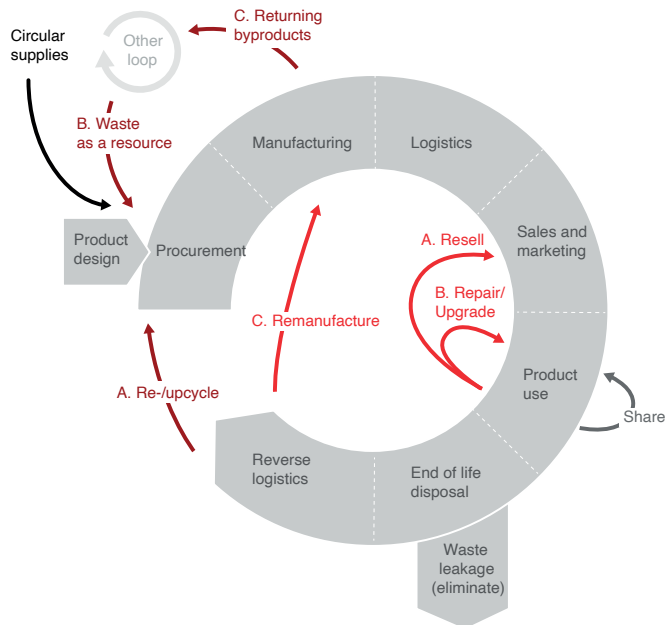 Circular
supplies
Other
loop
C. Returning
byproducts
B. Waste
as a resource
Manufacturing
Logistics
Product
design
Procurement
A. Resell
Sales and
marketing
B. Repair/
Upgrade
C. Remanufacture
A. Re-/upcycle
Product
use
Share
Reverse
logistics
End of life
disposal
Waste
leakage
(eliminate)